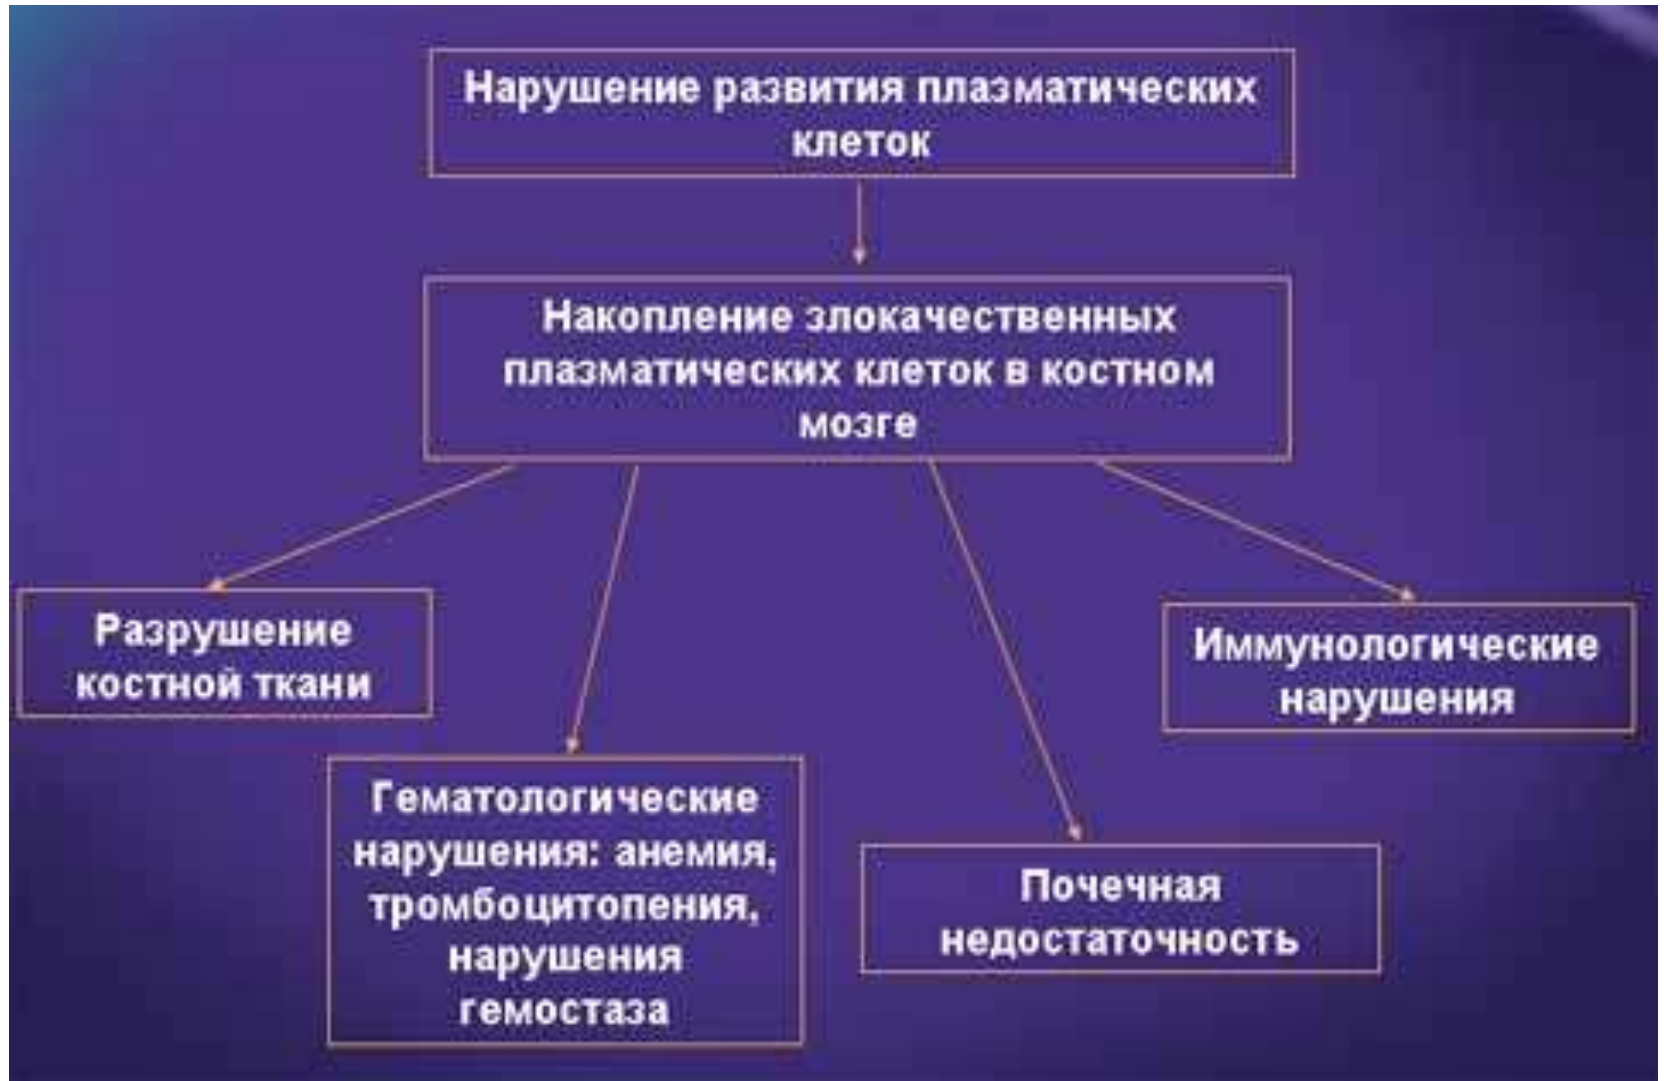 Нарушение развития плазматических
клеток
Накопление злокачественных
плазматических клеток в костном
мозге
Разрушение
костной ткани
Иммунологические
нарушения
Гематологические
нарушения: анемия,
тромбоцитопения,
нарушения
гемостаза
Почечная
недостаточность